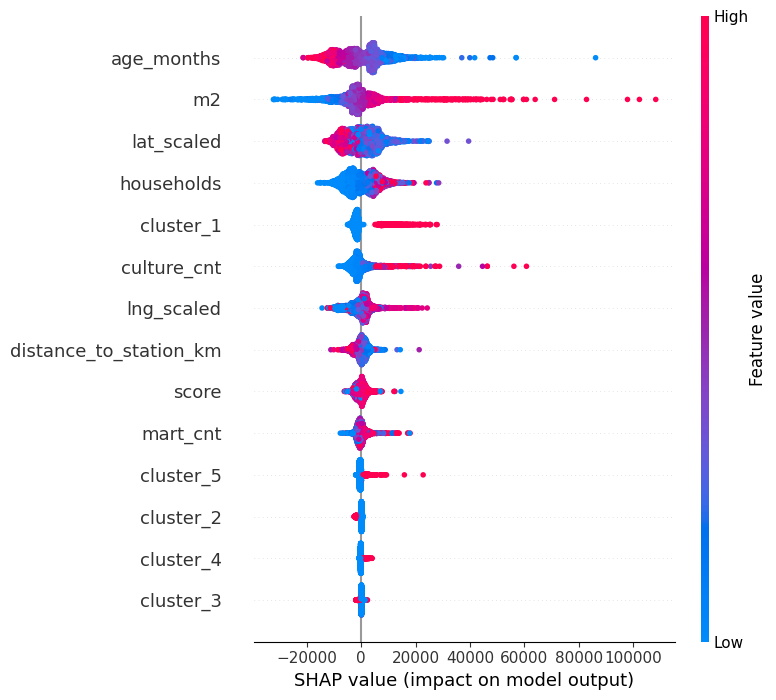 High
age_months
m2
lat_scaled
households
cluster_1
culture_cnt
lng_scaled
distance_to_station_km
score
mart_cnt
cluster_5
cluster_2
cluster_4
cluster_3
Feature value
Low
−20000 0 20000 40000 60000 80000 100000
SHAP value (impact on model output)